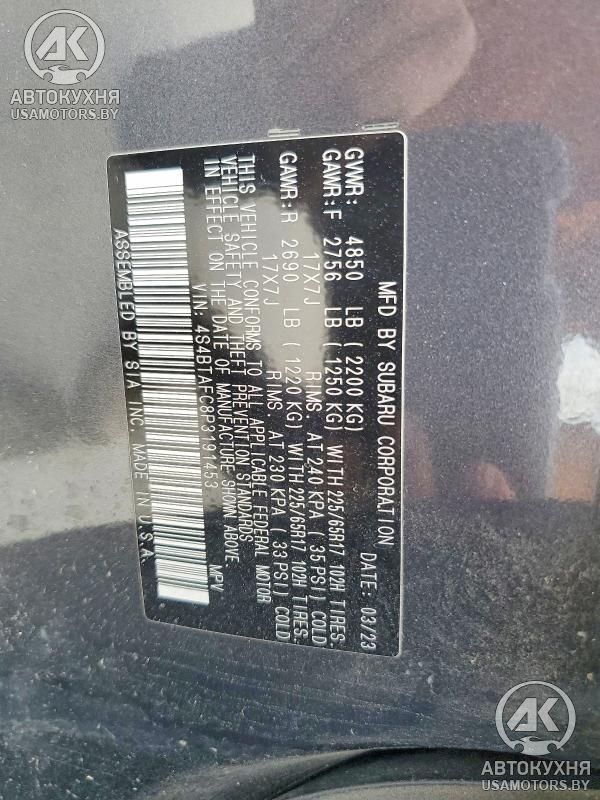 AK
АВТОКУХНЯ
USAMOTORS.BY
MFD BY SUBARU CORPORATION DATE: 03/23
GVWR: 4850 LB ( 2200 KG)
GAWR:F 2756 LB ( 1250 KG) WITH 225/65R17 102H TIRES.
17X7J RIMS. AT 240 KPA ( 35 PSI) COLD
GAWR:R 2690 LB ( 1220 KG) WITH 225/65R17 102H TIRES.
17X7J RIMS. AT 230 KPA ( 33 PSI) COLD
THIS VEHICLE CONFORMS TO ALL APPLICABLE FEDERAL MOTOR
VEHICLE SAFETY AND THEFT PREVENTION STANDARDS
IN EFFECT ON THE DATE OF MANUFACTURE SHOWN ABOVE.
VIN: 4S4BTAFC8P3191453 MPV
ASSEMBLED BY S I A INC. MADE IN U.S.A.
AK
АВТОКУХНЯ
USAMOTORS.BY